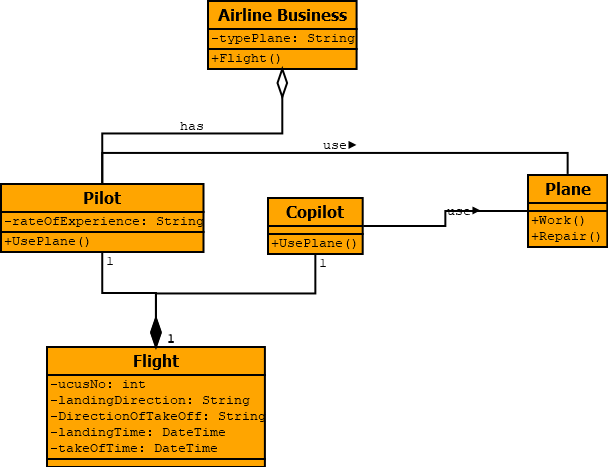 Airline Business
-typePlane: String
+Flight()
has
use
Pilot
-rateOfExperience: String
+UsePlane()
1
Copilot
+UsePlane()
1
use
Plane
+Work()
+Repair()
1
Flight
-ucusNo: int
-landingDirection: String
-DirectionOfTakeOff: String
-landingTime: DateTime
-takeOfTime: DateTime